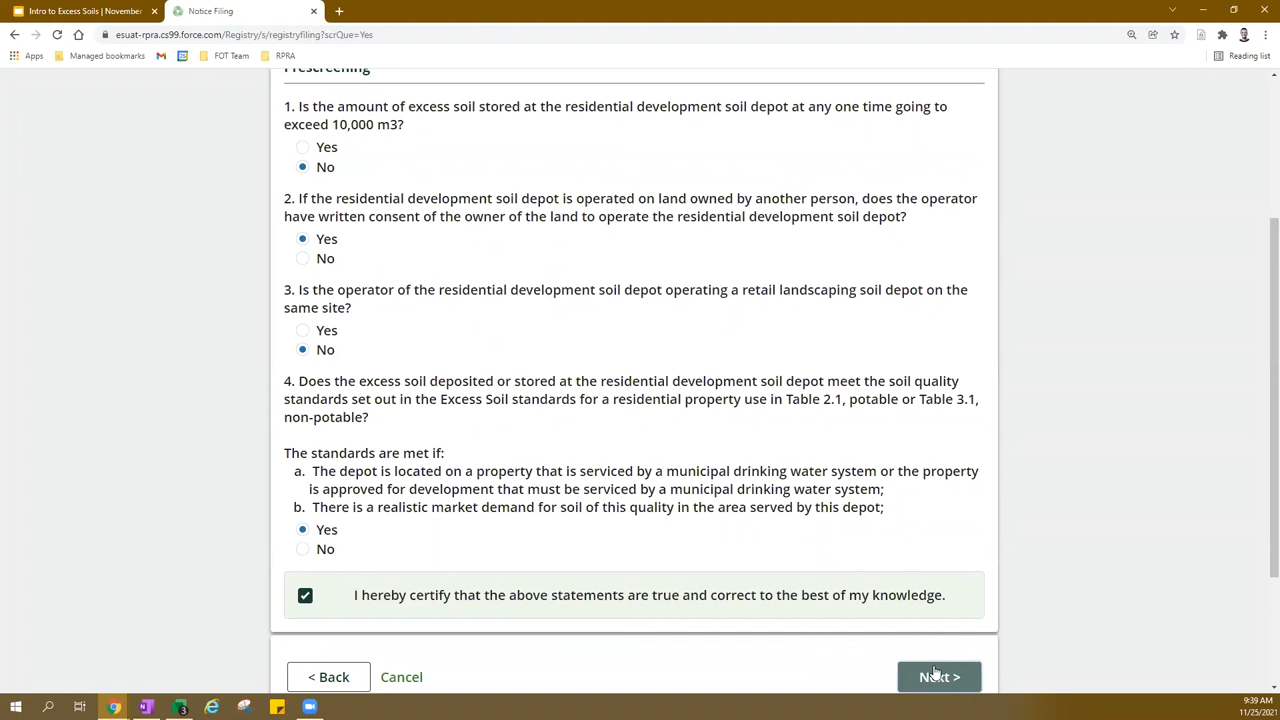 Intro to Excess Soils | November
Notice Filing
esuat-rpra.cs99.force.com/Registry/s/registryfiling?scrQue=Yes
Apps
Managed bookmarks
FOT Team
RPRA
Reading list
Prescreening
1. Is the amount of excess soil stored at the residential development soil depot at any one time going to
exceed 10,000 m3?
Yes
No
2. If the residential development soil depot is operated on land owned by another person, does the operator
have written consent of the owner of the land to operate the residential development soil depot?
Yes
No
3. Is the operator of the residential development soil depot operating a retail landscaping soil depot on the
same site?
Yes
No
4. Does the excess soil deposited or stored at the residential development soil depot meet the soil quality
standards set out in the Excess Soil standards for a residential property use in Table 2.1, potable or Table 3.1,
non-potable?
The standards are met if:
a. The depot is located on a property that is serviced by a municipal drinking water system or the property
is approved for development that must be serviced by a municipal drinking water system;
b. There is a realistic market demand for soil of this quality in the area served by this depot;
Yes
No
I hereby certify that the above statements are true and correct to the best of my knowledge.
< Back
Cancel
Next >
9:39 AM
11/25/2021